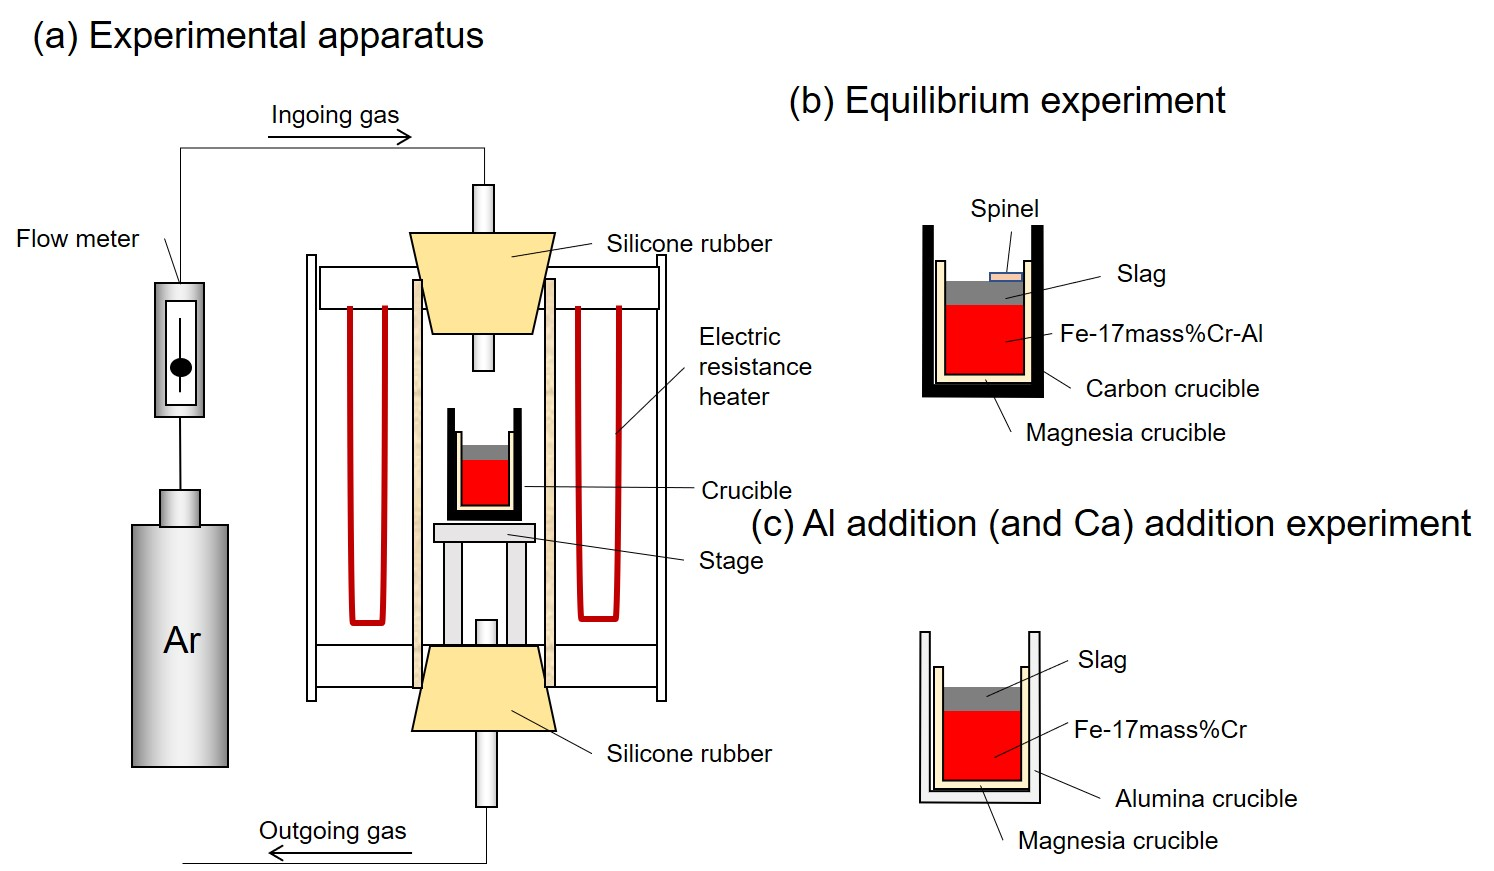 (a) Experimental apparatus
Ingoing gas
Flow meter
Silicone rubber
Electric
resistance
heater
Crucible
Stage
Ar
Silicone rubber
Outgoing gas
(b) Equilibrium experiment
Spinel
Slag
Fe-17mass%Cr-Al
Carbon crucible
Magnesia crucible
(c) Al addition (and Ca) addition experiment
Slag
Fe-17mass%Cr
Alumina crucible
Magnesia crucible